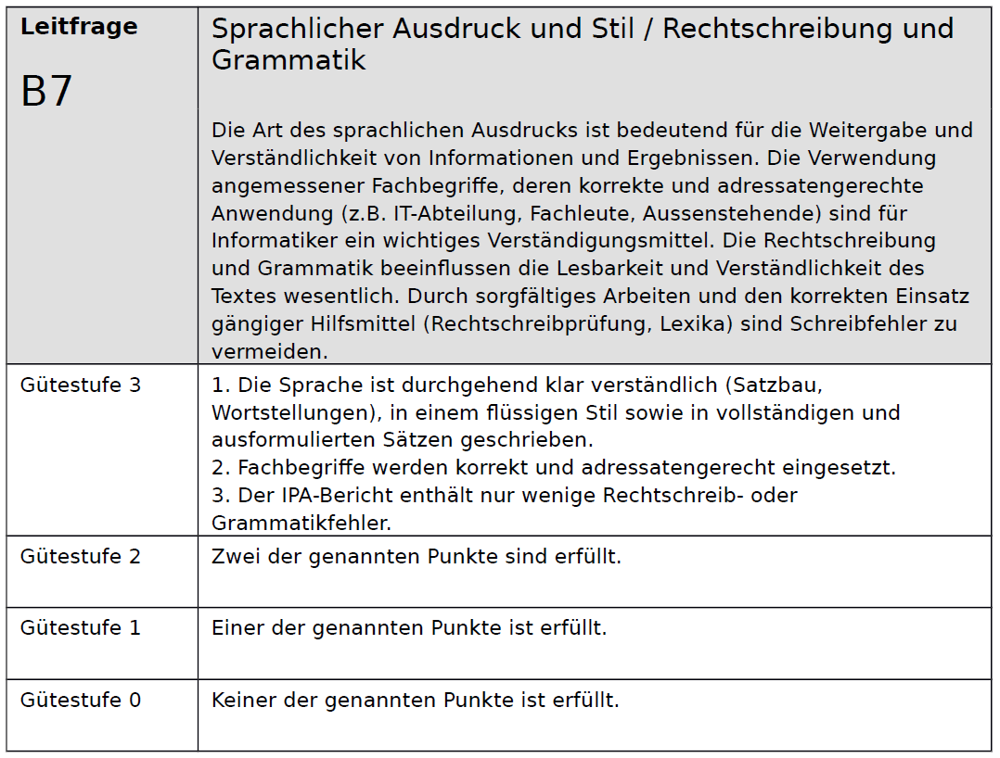 Leitfrage
B7
Sprachlicher Ausdruck und Stil / Rechtschreibung und
Grammatik
Die Art des sprachlichen Ausdrucks ist bedeutend für die Weitergabe und
Verständlichkeit von Informationen und Ergebnissen. Die Verwendung
angemessener Fachbegriffe, deren korrekte und adressatengerechte
Anwendung (z.B. IT-Abteilung, Fachleute, Aussenstehende) sind für
Informatiker ein wichtiges Verständigungsmittel. Die Rechtschreibung
und Grammatik beeinflussen die Lesbarkeit und Verständlichkeit des
Textes wesentlich. Durch sorgfältiges Arbeiten und den korrekten Einsatz
gängiger Hilfsmittel (Rechtschreibprüfung, Lexika) sind Schreibfehler zu
vermeiden.
Gütestufe 3
1. Die Sprache ist durchgehend klar verständlich (Satzbau,
Wortstellungen), in einem flüssigen Stil sowie in vollständigen und
ausformulierten Sätzen geschrieben.
2. Fachbegriffe werden korrekt und adressatengerecht eingesetzt.
3. Der IPA-Bericht enthält nur wenige Rechtschreib- oder
Grammatikfehler.
Gütestufe 2
Zwei der genannten Punkte sind erfüllt.
Gütestufe 1
Einer der genannten Punkte ist erfüllt.
Gütestufe 0
Keiner der genannten Punkte ist erfüllt.